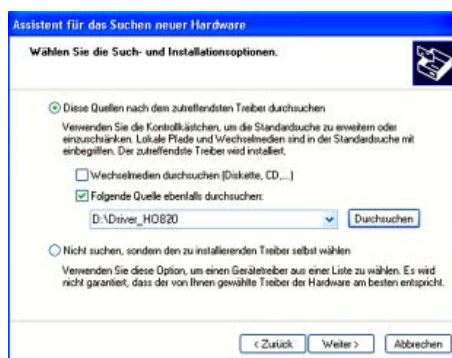 Assistent für das Suchen neuer Hardware
Wählen Sie die Such- und Installationsoptionen.
Diese Quellen nach dem zutreffendsten Treiber durchsuchen
Verwenden Sie die Kontrollkästchen, um die Standardsuche zu erweitern oder
einzuschränken. Lokale Pfade und Wechselmedien sind in der Standardsuche mit
einbegriffen. Der zutreffendste Treiber wird installiert.
Wechselmedien durchsuchen (Diskette, CD,...)
Folgende Quelle ebenfalls durchsuchen:
D:\Driver_HO820
Durchsuchen
Nicht suchen, sondern den zu installierenden Treiber selbst wählen
Verwenden Sie diese Option, um einen Gerätetreiber aus einer Liste zu wählen. Es wird
nicht garantiert, dass der von Ihnen gewählte Treiber der Hardware am besten entspricht.
< Zurück
Weiter >
Abbrechen